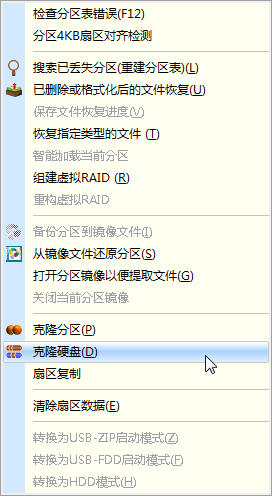 检查分区表错误(F12)
分区4KB扇区对齐检测
搜索已丢失分区(重建分区表)(L)
已删除或格式化后的文件恢复(U)
保存文件恢复进度(V)
恢复指定类型的文件 (T)
智能加载当前分区
组建虚拟RAID (R)
重构虚拟RAID
备份分区到镜像文件(I)
从镜像文件还原分区(S)
打开分区镜像以便提取文件(G)
关闭当前分区镜像
克隆分区(P)
克隆硬盘(D)
扇区复制
清除扇区数据(E)
转换为USB-ZIP启动模式(Z)
转换为USB-FDD启动模式(F)
转换为HDD模式(H)